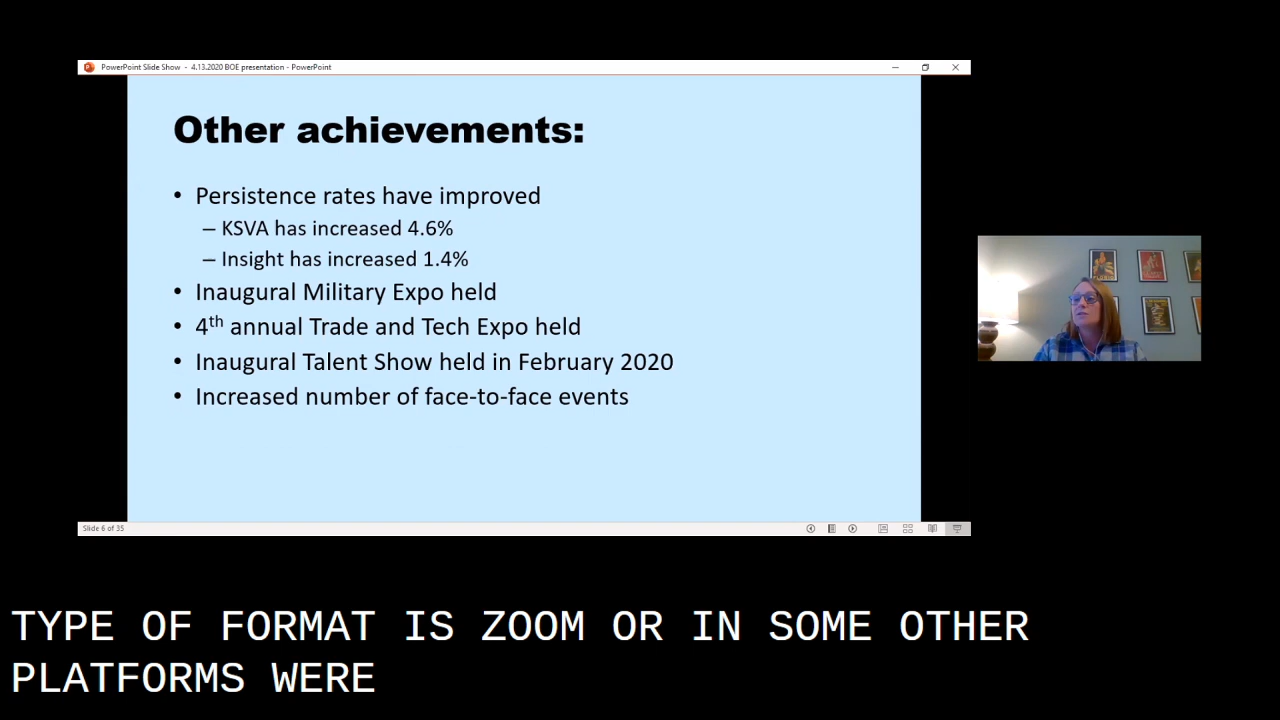 PowerPoint Slide Show - 4.13.2020 BOE presentation - PowerPoint
Other achievements:
• Persistence rates have improved
– KSVA has increased 4.6%
– Insight has increased 1.4%
• Inaugural Military Expo held
• 4th annual Trade and Tech Expo held
• Inaugural Talent Show held in February 2020
• Increased number of face-to-face events
Slide 6 of 35
TYPE OF FORMAT IS ZOOM OR IN SOME OTHER
PLATFORMS WERE